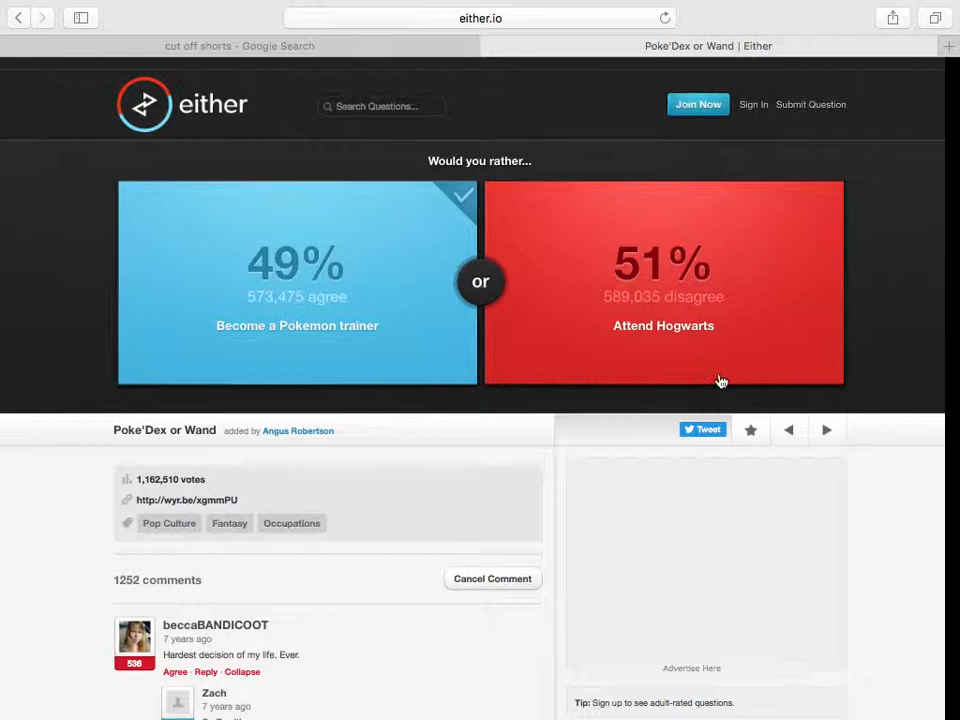 either.io
cut off shorts - Google Search
Poke'Dex or Wand | Either
either
Search Questions...
Join Now
Sign In
Submit Question
Would you rather...
49%
573,475 agree
Become a Pokemon trainer
or
51%
589,035 disagree
Attend Hogwarts
Poke'Dex or Wand added by Angus Robertson
Tweet
1,162,510 votes
http://wyr.be/xgmmPU
Pop Culture
Fantasy
Occupations
1252 comments
Cancel Comment
beccaBANDICOOT
7 years ago
Hardest decision of my life. Ever.
536
Agree · Reply · Collapse
Zach
7 years ago
Advertise Here
Tip: Sign up to see adult-rated questions.